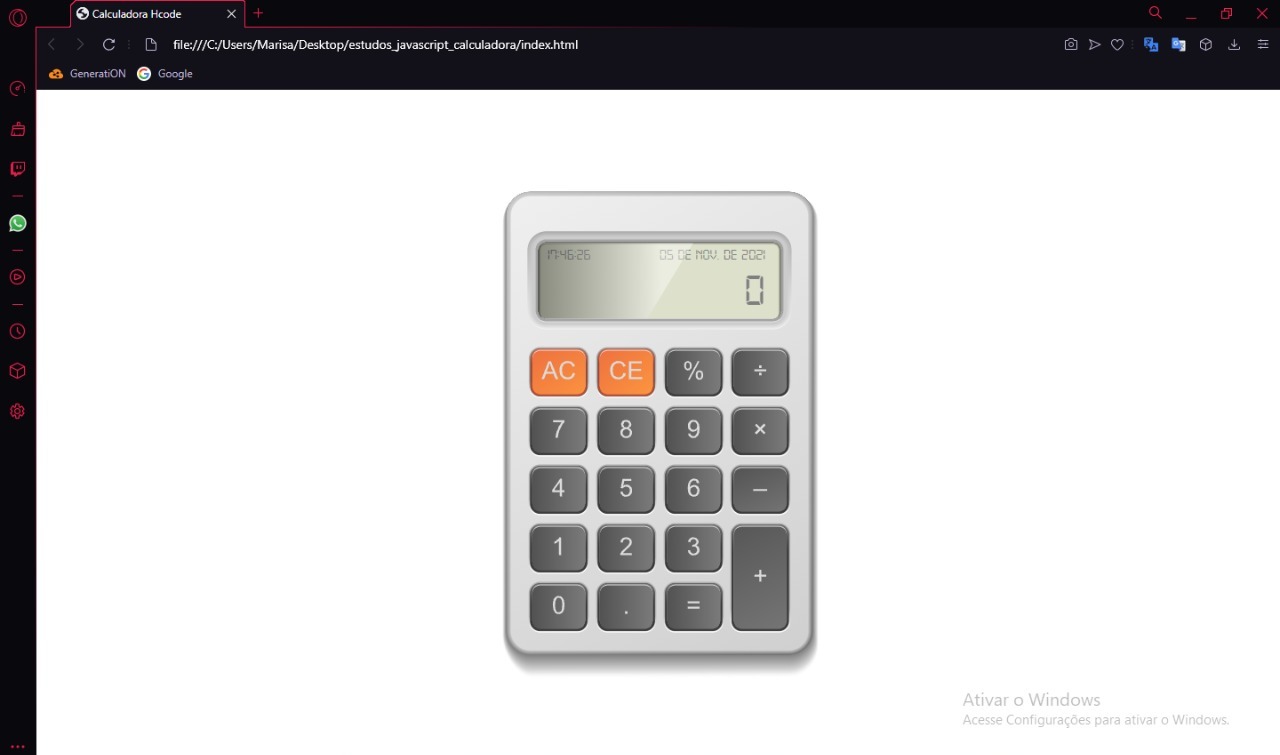 Calculadora Hcode
file:///C:/Users/Marisa/Desktop/estudos_javascript_calculadora/index.html
GeneratiON Google
17:46:26 05 DE NOV. DE 2021
0
AC CE % ÷
7 8 9 ×
4 5 6 –
1 2 3
+
0 . =
Ativar o Windows
Acesse Configurações para ativar o Windows.